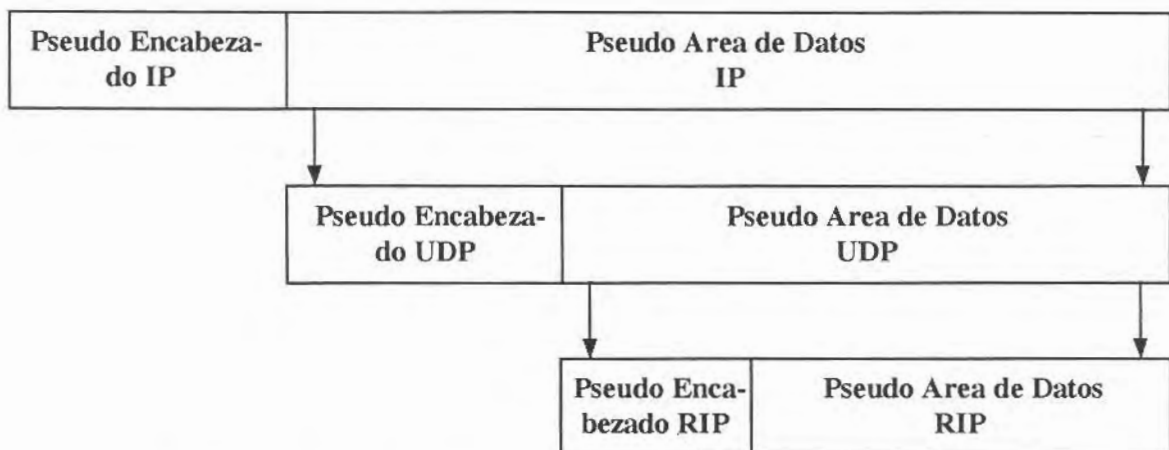 Pseudo Encabeza-
do IP
Pseudo Area de Datos
IP
Pseudo Encabeza-
do UDP
Pseudo Area de Datos
UDP
Pseudo Enca-
bezado RIP
Pseudo Area de Datos
RIP